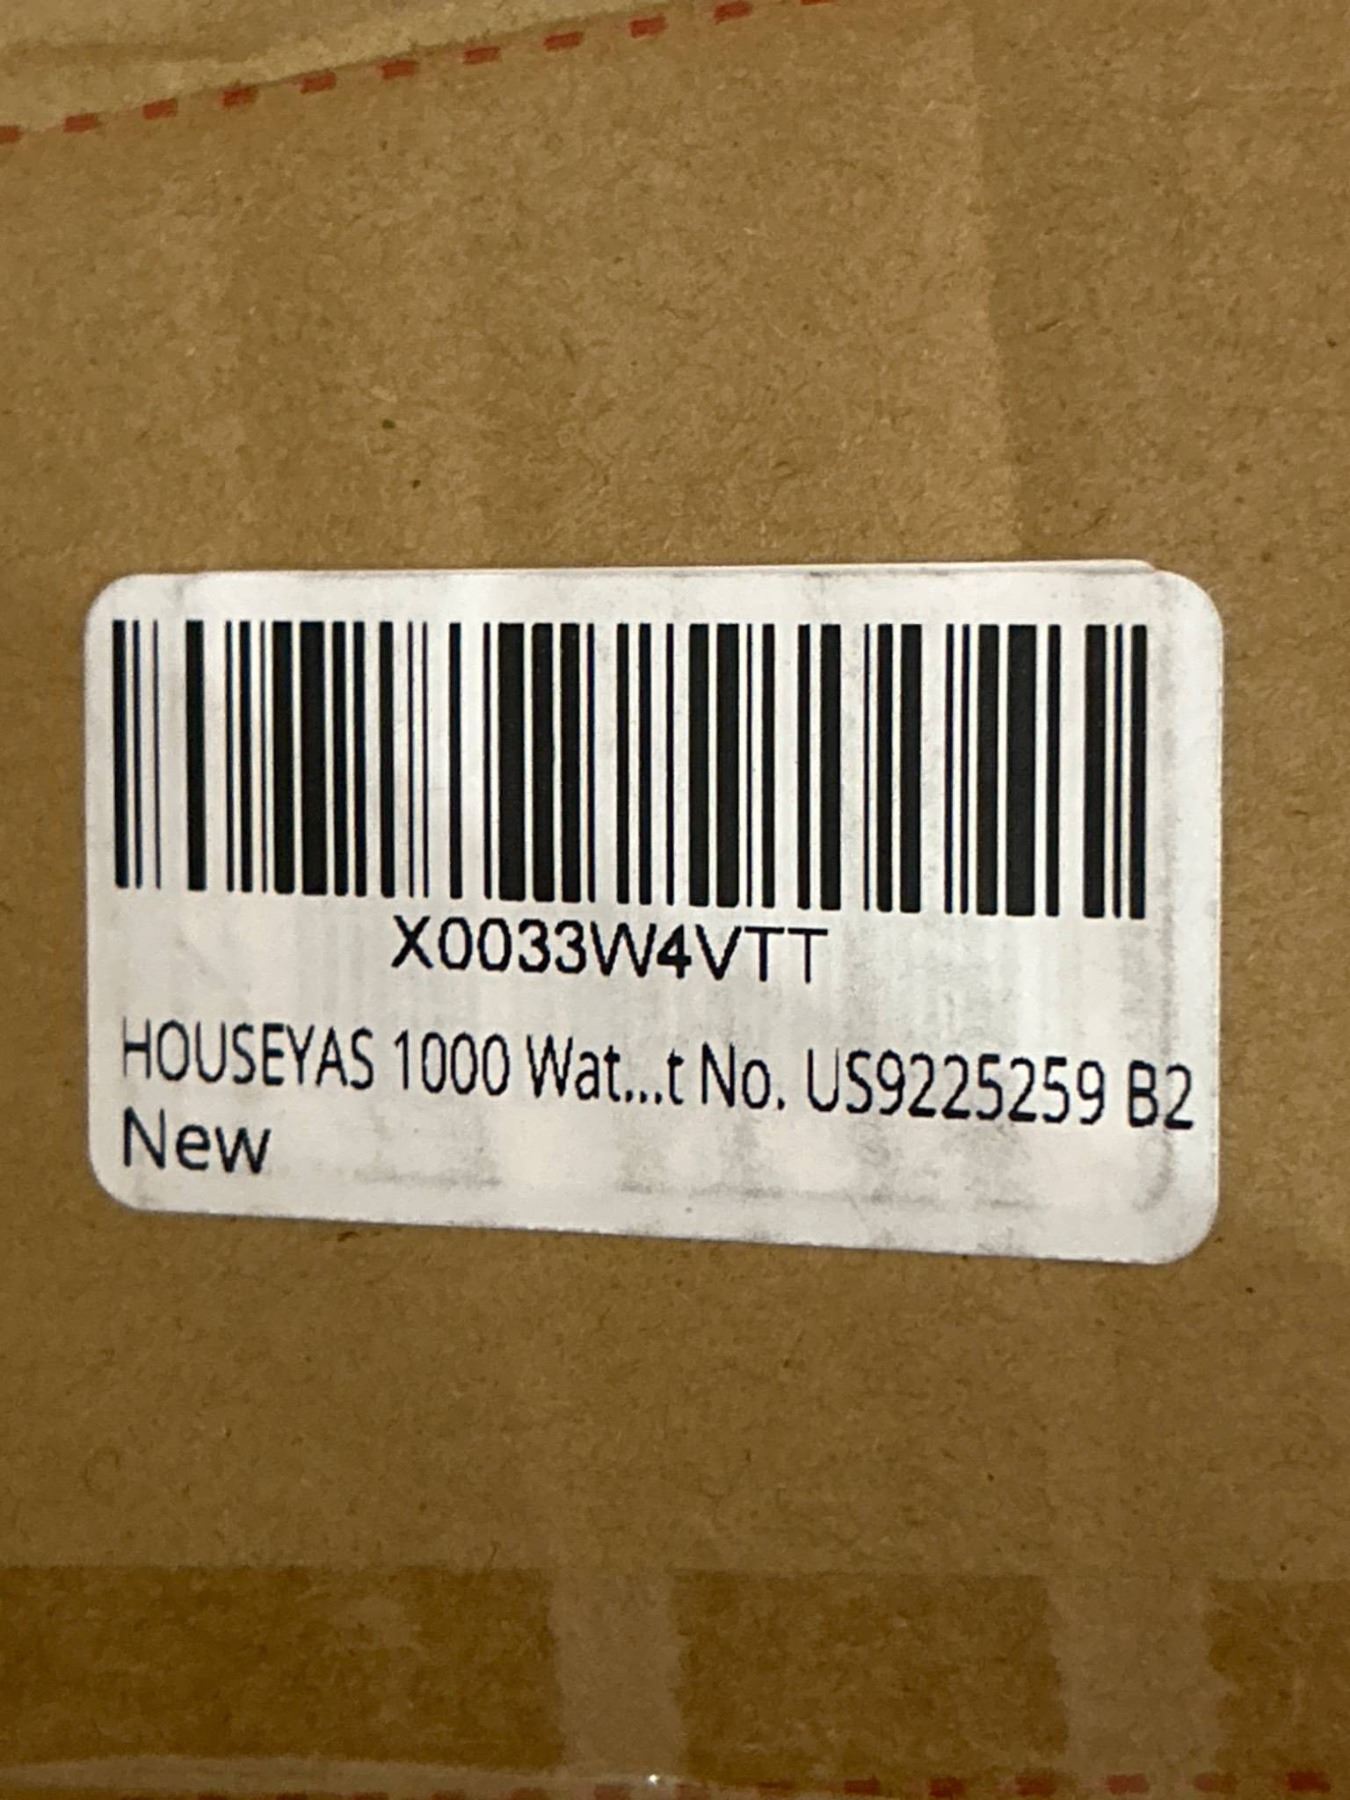 X0033W4VTT
HOUSEYAS 1000 Wat...t No. US9225259 B2
New